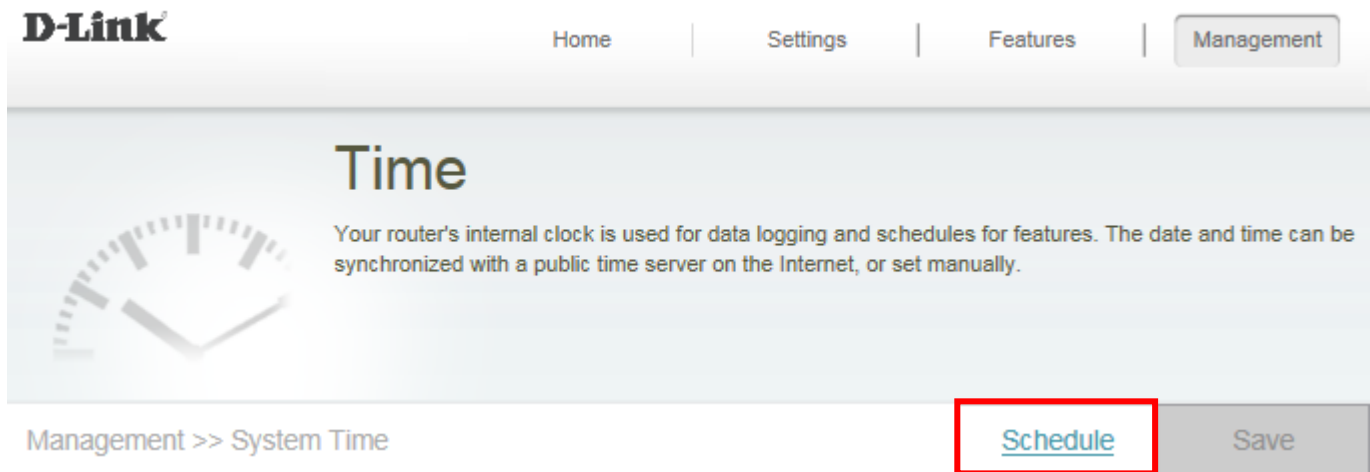 D-Link
Home Settings Features Management
Time
Your router's internal clock is used for data logging and schedules for features. The date and time can be
synchronized with a public time server on the Internet, or set manually.
Management >> System Time Schedule Save